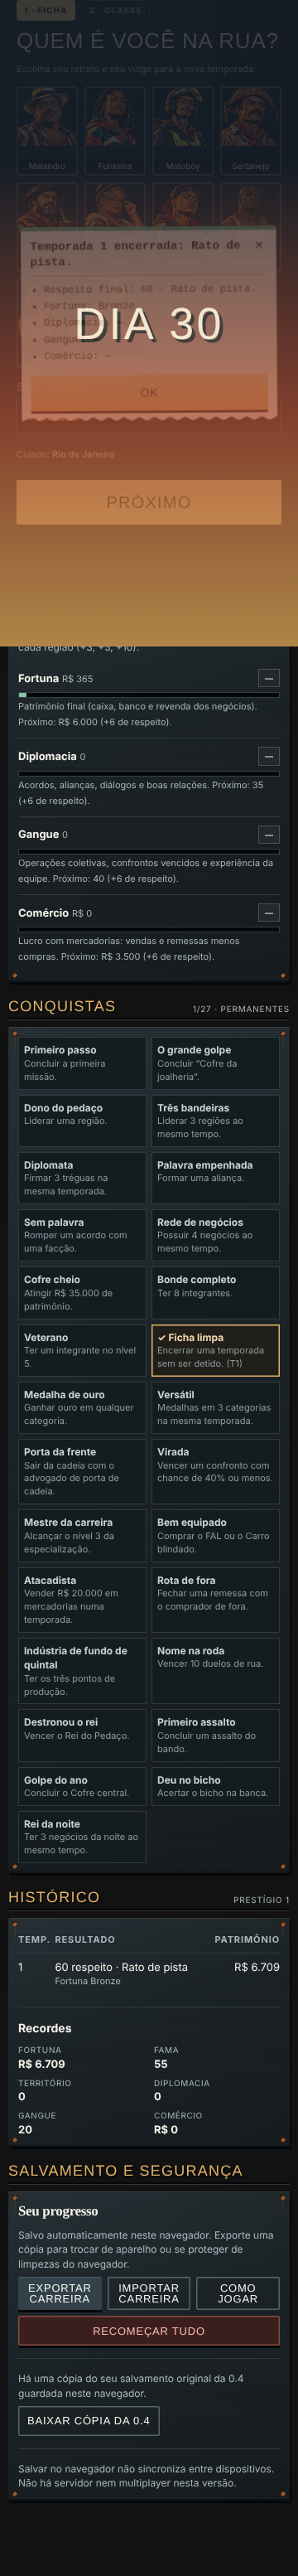 1 · FICHA
2 · CLASSE
QUEM É VOCÊ NA RUA?
Escolha seu retrato e seu vulgo para a nova temporada.
Malandro
Funkeira
Motoboy
Sertanejo
Temporada 1 encerrada: Rato de
pista.
×
• Respeito final: 60 · Rato de pista.
• Fortuna: Bronze
• Diplomacia:
• Gangue:
• Comércio: —
DIA 30
OK
Cidade: Rio de Janeiro
PRÓXIMO
cada região (+3, +5, +10).
Fortuna R$ 365
—
Patrimônio final (caixa, banco e revenda dos negócios).
Próximo: R$ 6.000 (+6 de respeito).
Diplomacia 0
—
Acordos, alianças, diálogos e boas relações. Próximo: 35
(+6 de respeito).
Gangue 0
—
Operações coletivas, confrontos vencidos e experiência da
equipe. Próximo: 40 (+6 de respeito).
Comércio R$ 0
—
Lucro com mercadorias: vendas e remessas menos
compras. Próximo: R$ 3.500 (+6 de respeito).
CONQUISTAS
1/27 · PERMANENTES
Primeiro passo
Concluir a primeira
missão.
O grande golpe
Concluir “Cofre da
joalheria”.
Dono do pedaço
Liderar uma região.
Três bandeiras
Liderar 3 regiões ao
mesmo tempo.
Diplomata
Firmar 3 tréguas na
mesma temporada.
Palavra empenhada
Formar uma aliança.
Sem palavra
Romper um acordo com
uma facção.
Rede de negócios
Possuir 4 negócios ao
mesmo tempo.
Cofre cheio
Atingir R$ 35.000 de
patrimônio.
Bonde completo
Ter 8 integrantes.
Veterano
Ter um integrante no nível
5.
✓ Ficha limpa
Encerrar uma temporada
sem ser detido. (T1)
Medalha de ouro
Ganhar ouro em qualquer
categoria.
Versátil
Medalhas em 3 categorias
na mesma temporada.
Porta da frente
Sair da cadeia com o
advogado de porta de
cadeia.
Virada
Vencer um confronto com
chance de 40% ou menos.
Mestre da carreira
Alcançar o nível 3 da
especialização.
Bem equipado
Comprar o FAL ou o Carro
blindado.
Atacadista
Vender R$ 20.000 em
mercadorias numa
temporada.
Rota de fora
Fechar uma remessa com
o comprador de fora.
Indústria de fundo de
quintal
Ter os três pontos de
produção.
Nome na roda
Vencer 10 duelos de rua.
Destronou o rei
Vencer o Rei do Pedaço.
Primeiro assalto
Concluir um assalto do
bando.
Golpe do ano
Concluir o Cofre central.
Deu no bicho
Acertar o bicho na banca.
Rei da noite
Ter 3 negócios da noite ao
mesmo tempo.
HISTÓRICO
PRESTÍGIO 1
TEMP. RESULTADO PATRIMÔNIO
1 60 respeito · Rato de pista R$ 6.709
Fortuna Bronze
Recordes
FORTUNA
R$ 6.709
FAMA
55
TERRITÓRIO
0
DIPLOMACIA
0
GANGUE
20
COMÉRCIO
R$ 0
SALVAMENTO E SEGURANÇA
Seu progresso
Salvo automaticamente neste navegador. Exporte uma
cópia para trocar de aparelho ou se proteger de
limpezas do navegador.
EXPORTAR
CARREIRA
IMPORTAR
CARREIRA
COMO
JOGAR
RECOMEÇAR TUDO
Há uma cópia do seu salvamento original da 0.4
guardada neste navegador.
BAIXAR CÓPIA DA 0.4
Salvar no navegador não sincroniza entre dispositivos.
Não há servidor nem multiplayer nesta versão.